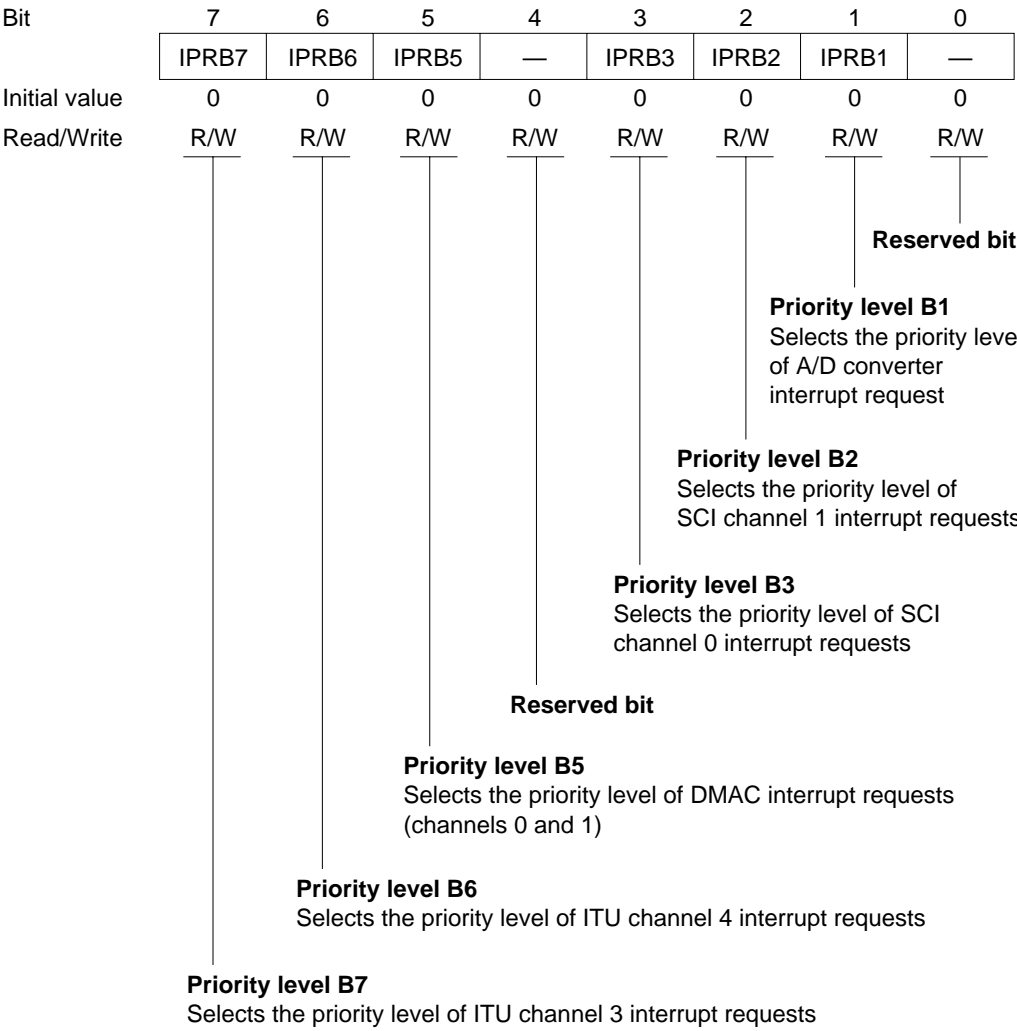 Bit 7 6 5 4 3 2 1 0
IPRB7 IPRB6 IPRB5 — IPRB3 IPRB2 IPRB1 —
Initial value 0 0 0 0 0 0 0 0
Read/Write R/W R/W R/W R/W R/W R/W R/W R/W
Reserved bit
Priority level B1
Selects the priority leve
of A/D converter
interrupt request
Priority level B2
Selects the priority level of
SCI channel 1 interrupt requests
Priority level B3
Selects the priority level of SCI
channel 0 interrupt requests
Reserved bit
Priority level B5
Selects the priority level of DMAC interrupt requests
(channels 0 and 1)
Priority level B6
Selects the priority level of ITU channel 4 interrupt requests
Priority level B7
Selects the priority level of ITU channel 3 interrupt requests